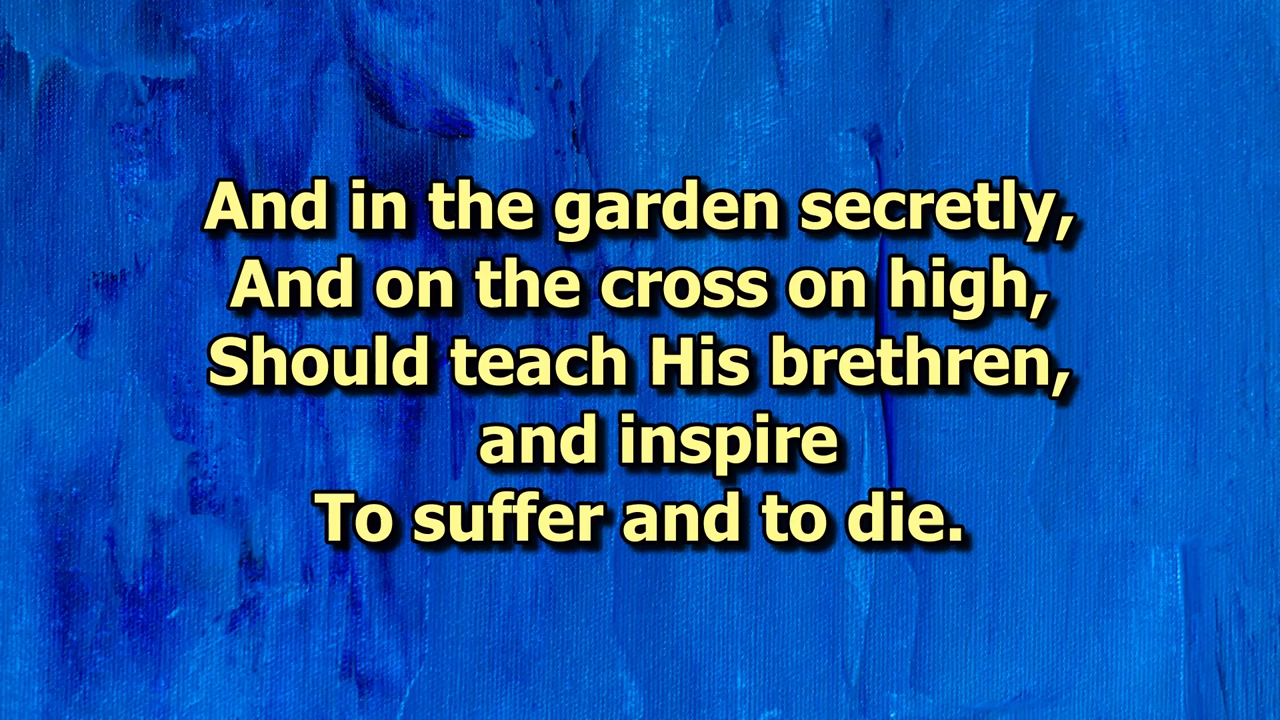 And in the garden secretly,
And on the cross on high,
Should teach His brethren,
and inspire
To suffer and to die.